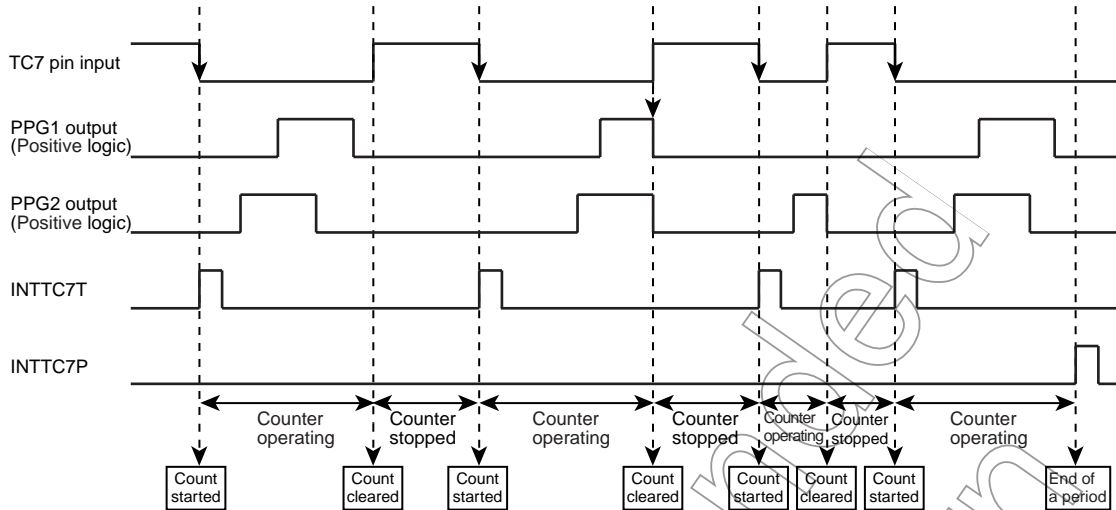 TC7 pin input
PPG1 output
(Positive logic)
PPG2 output
(Positive logic)
INTTC7T
INTTC7P
Counter operating
Counter stopped
Counter operating
Counter stopped
Counter operating
Counter stopped
Counter operating
Count started
Count cleared
Count started
Count cleared
Count started
Count cleared
Count started
End of a period